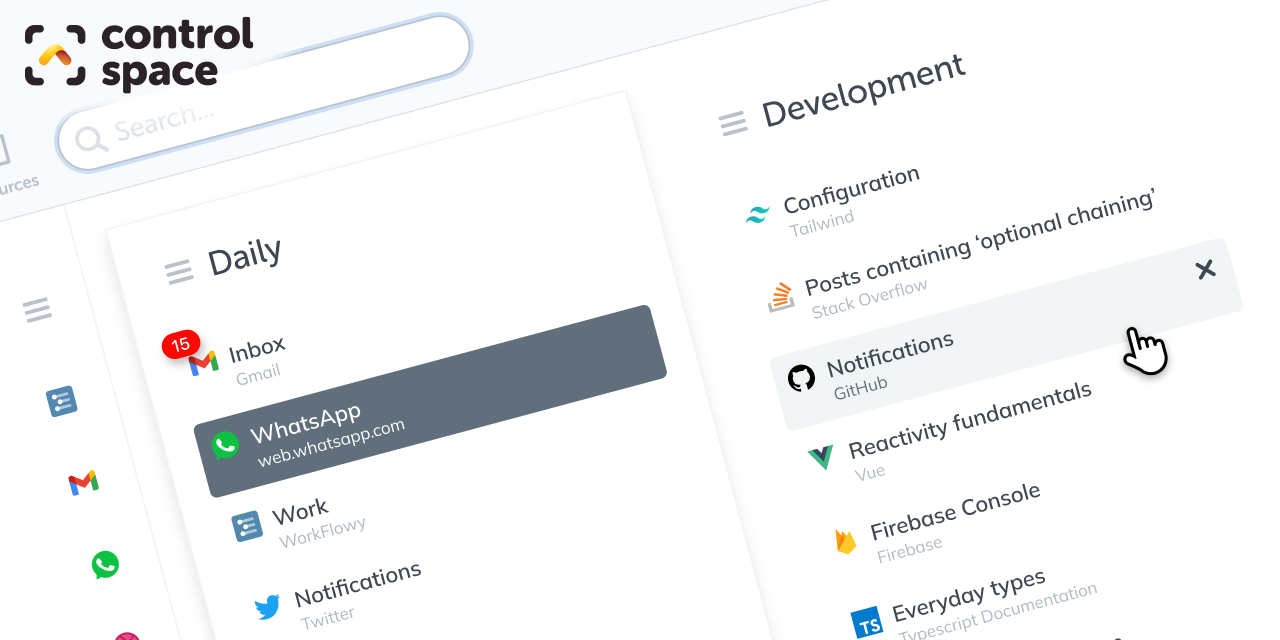 control
space
Search...
urces
Daily
15
Inbox
Gmail
WhatsApp
web.whatsapp.com
Work
WorkFlowy
Notifications
Twitter
Development
Configuration
Tailwind
Posts containing ‘optional chaining’
Stack Overflow
Notifications
GitHub
Reactivity fundamentals
Vue
Firebase Console
Firebase
Everyday types
Typescript Documentation
TS